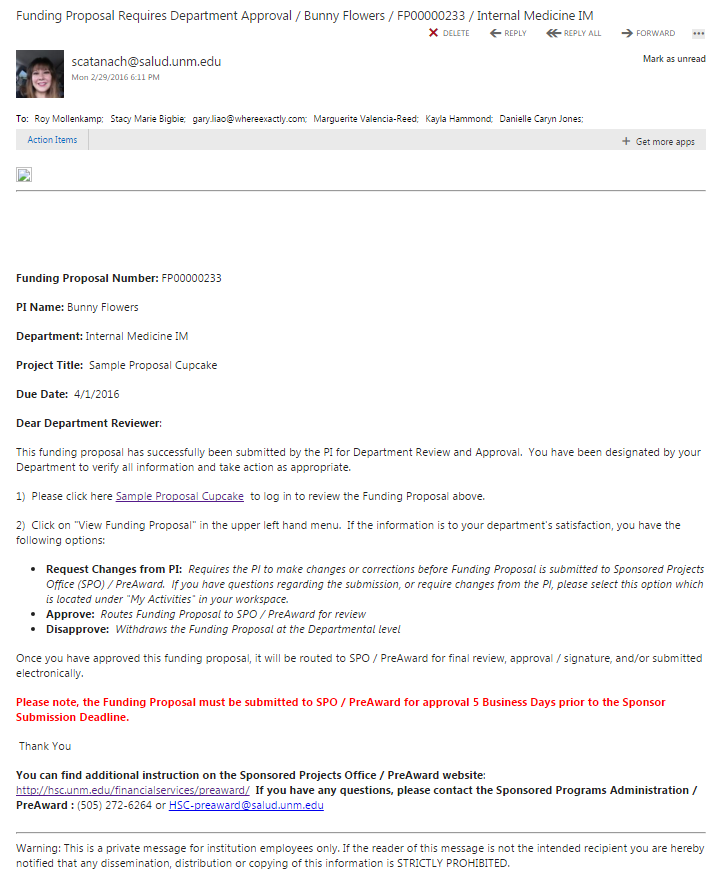 Funding Proposal Requires Department Approval / Bunny Flowers / FP00000233 / Internal Medicine IM
DELETE REPLY REPLY ALL FORWARD
scatanach@salud.unm.edu
Mark as unread
Mon 2/29/2016 6:11 PM
To: Roy Mollenkamp; Stacy Marie Bigbie; gary.liao@whereexactly.com; Marguerite Valencia-Reed; Kayla Hammond; Danielle Caryn Jones;
Action Items
+ Get more apps
Funding Proposal Number: FP00000233
PI Name: Bunny Flowers
Department: Internal Medicine IM
Project Title: Sample Proposal Cupcake
Due Date: 4/1/2016
Dear Department Reviewer:
This funding proposal has successfully been submitted by the PI for Department Review and Approval. You have been designated by your
Department to verify all information and take action as appropriate.
1) Please click here Sample Proposal Cupcake to log in to review the Funding Proposal above.
2) Click on "View Funding Proposal" in the upper left hand menu. If the information is to your department's satisfaction, you have the
following options:
• Request Changes from PI: Requires the PI to make changes or corrections before Funding Proposal is submitted to Sponsored Projects
Office (SPO) / PreAward. If you have questions regarding the submission, or require changes from the PI, please select this option which
is located under "My Activities" in your workspace.
• Approve: Routes Funding Proposal to SPO / PreAward for review
• Disapprove: Withdraws the Funding Proposal at the Departmental level
Once you have approved this funding proposal, it will be routed to SPO / PreAward for final review, approval / signature, and/or submitted
electronically.
Please note, the Funding Proposal must be submitted to SPO / PreAward for approval 5 Business Days prior to the Sponsor
Submission Deadline.
Thank You
You can find additional instruction on the Sponsored Projects Office / PreAward website:
http://hsc.unm.edu/financialservices/preaward/ If you have any questions, please contact the Sponsored Programs Administration /
PreAward : (505) 272-6264 or HSC-preaward@salud.unm.edu
Warning: This is a private message for institution employees only. If the reader of this message is not the intended recipient you are hereby
notified that any dissemination, distribution or copying of this information is STRICTLY PROHIBITED.